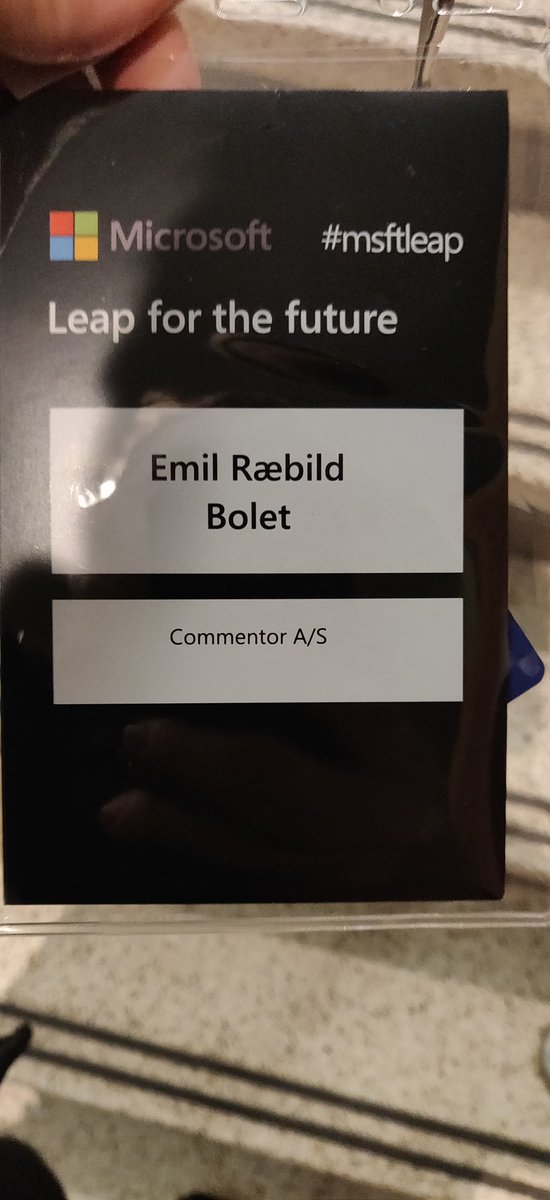 Microsoft #msftleap
Leap for the future
Emil Ræbild
Bolet
Commentor A/S